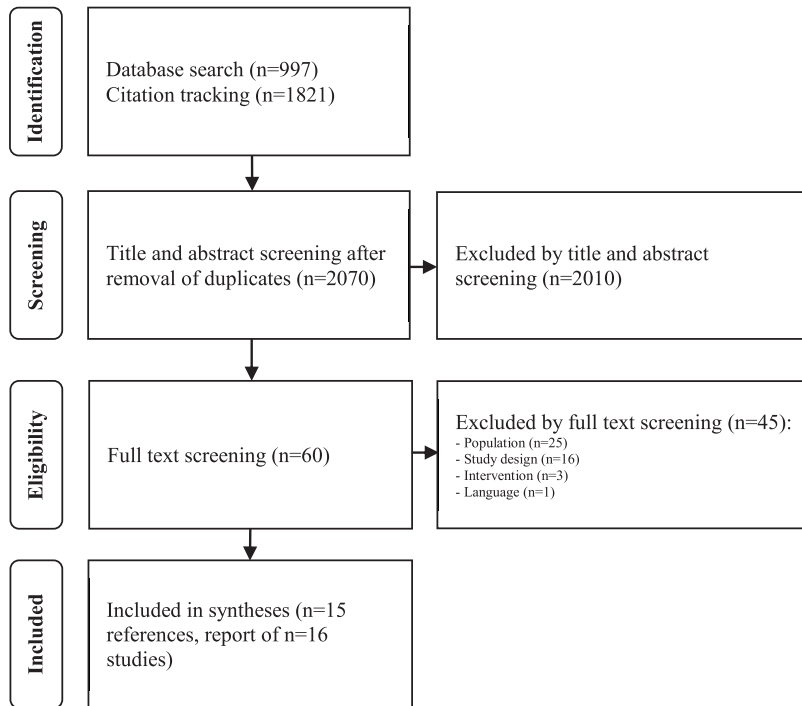 Identification
Database search (n=997)
Citation tracking (n=1821)
Screening
Title and abstract screening after
removal of duplicates (n=2070)
Excluded by title and abstract
screening (n=2010)
Eligibility
Full text screening (n=60)
Excluded by full text screening (n=45):
- Population (n=25)
- Study design (n=16)
- Intervention (n=3)
- Language (n=1)
Included
Included in syntheses (n=15
references, report of n=16
studies)